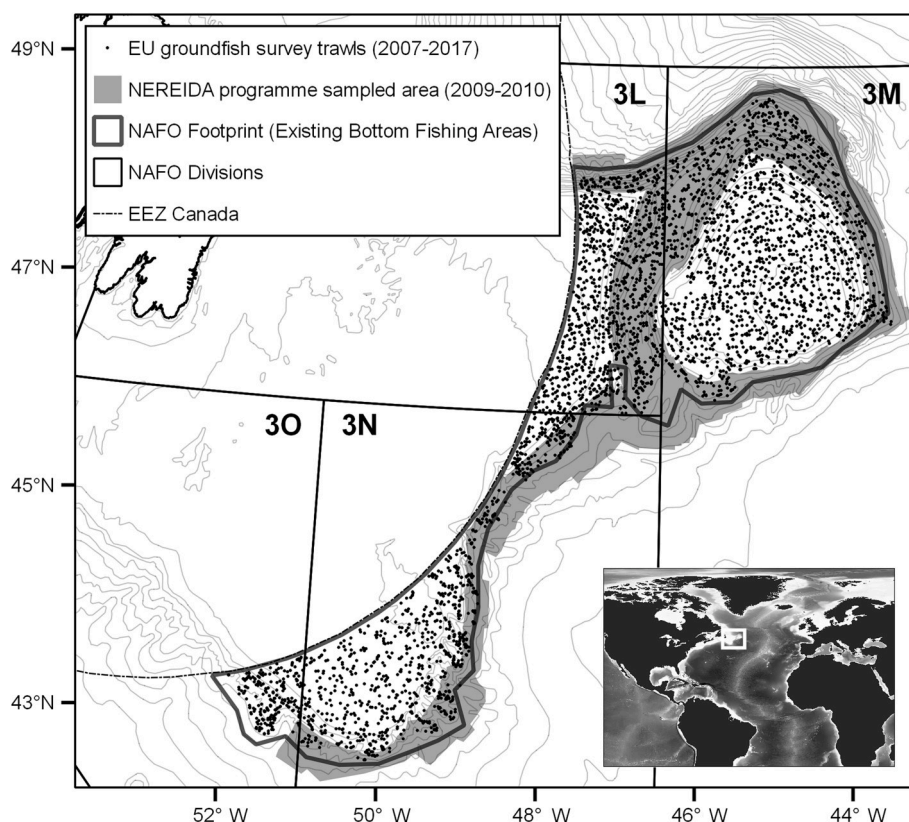 49°N
47°N
45°N
43°N
EU groundfish survey trawls (2007-2017)
NEREIDA programme sampled area (2009-2010)
NAFO Footprint (Existing Bottom Fishing Areas)
NAFO Divisions
EEZ Canada
3L
3M
3O
3N
52° W
50° W
48° W
46° W
44° W